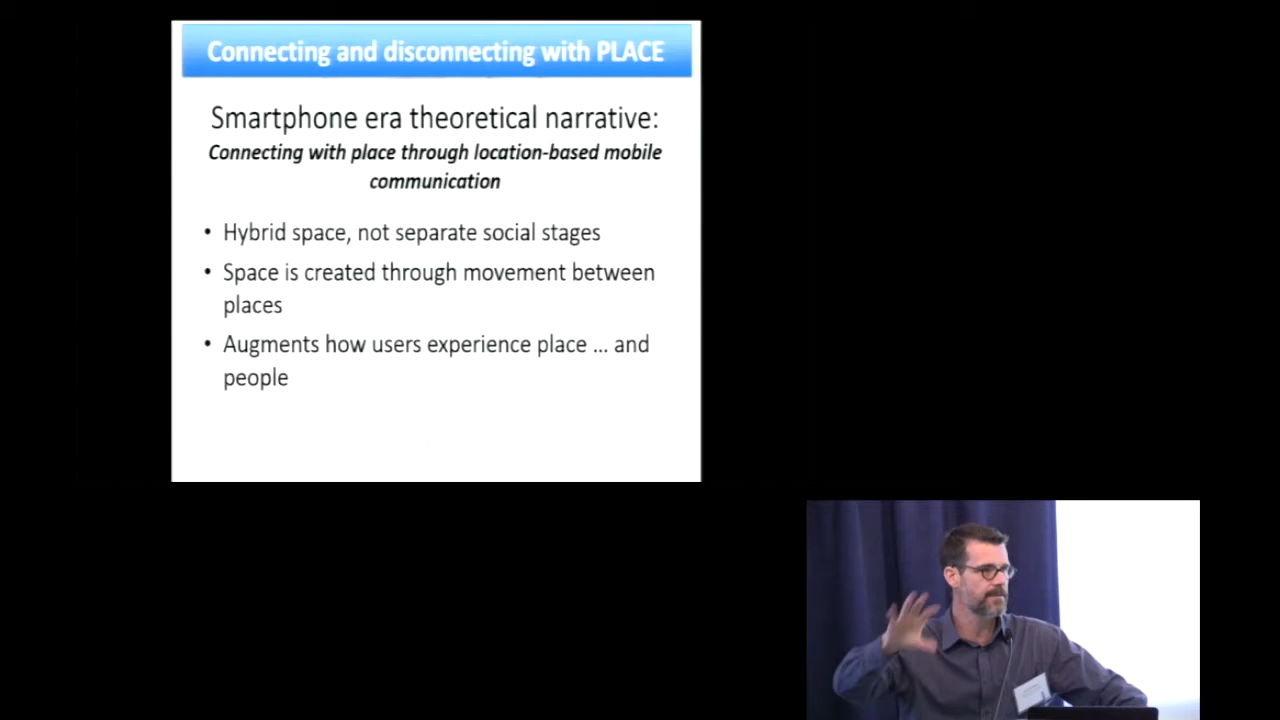 Connecting and disconnecting with PLACE
Smartphone era theoretical narrative:
Connecting with place through location-based mobile
communication
• Hybrid space, not separate social stages
• Space is created through movement between
places
• Augments how users experience place ... and
people